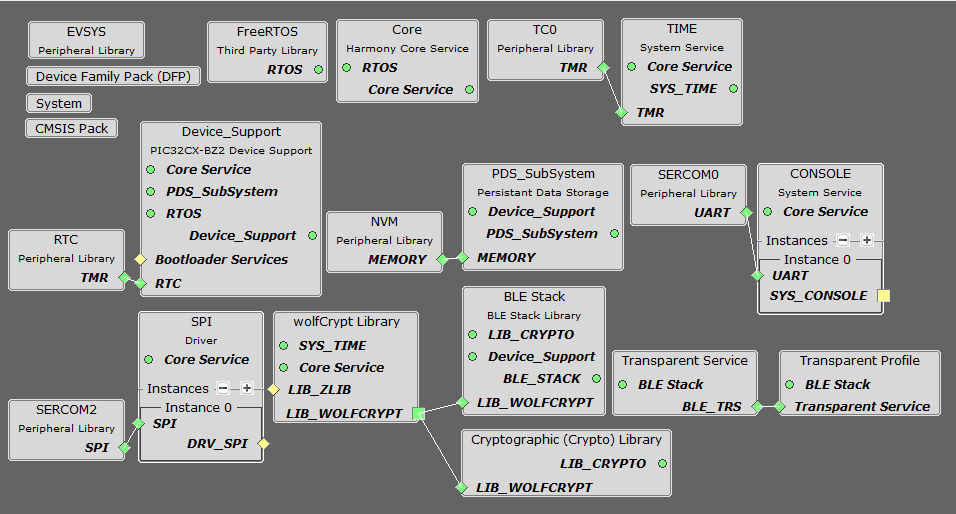 EVSYS
Peripheral Library
Device Family Pack (DFP)
System
CMSIS Pack
FreeRTOS
Third Party Library
RTOS
Core
Harmony Core Service
RTOS
Core Service
TC0
Peripheral Library
TMR
TIME
System Service
Core Service
SYS_TIME
TMR
Device_Support
PIC32CX-BZ2 Device Support
Core Service
PDS_SubSystem
RTOS
Device_Support
Bootloader Services
RTC
RTC
Peripheral Library
TMR
NVM
Peripheral Library
MEMORY
PDS_SubSystem
Persistant Data Storage
Device_Support
PDS_SubSystem
MEMORY
SERCOM0
Peripheral Library
UART
CONSOLE
System Service
Core Service
Instances
Instance 0
UART
SYS_CONSOLE
SERCOM2
Peripheral Library
SPI
SPI
Driver
Core Service
Instances
Instance 0
SPI
DRV_SPI
wolfCrypt Library
SYS_TIME
Core Service
LIB_ZLIB
LIB_WOLFCRYPT
BLE Stack
BLE Stack Library
LIB_CRYPTO
Device_Support
BLE_STACK
LIB_WOLFCRYPT
Cryptographic (Crypto) Library
LIB_CRYPTO
LIB_WOLFCRYPT
Transparent Service
BLE Stack
BLE_TRS
Transparent Profile
BLE Stack
Transparent Service